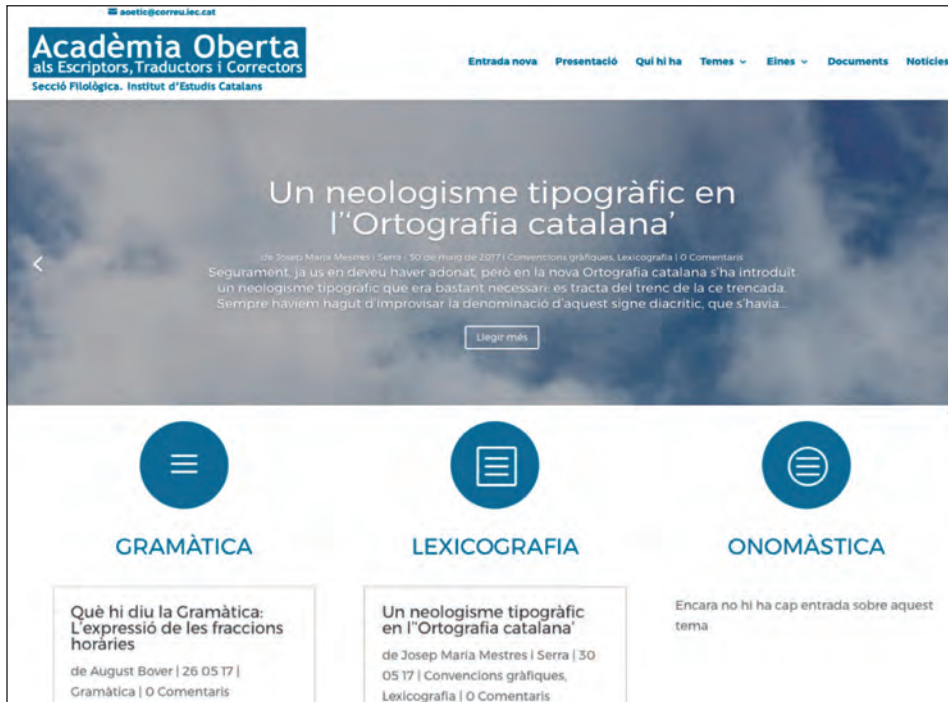 aoetic@correu.iec.cat
Acadèmia Oberta
als Escriptors, Traductors i Correctors
Secció Filològica. Institut d'Estudis Catalans
Entrada nova Presentació Qui hi ha Temes Eines Documents Notícies
Un neologisme tipogràfic en
l'‘Ortografia catalana’
de Josep Maria Mestres i Serra | 30 de maig de 2017 | Convencions gràfiques, Lexicografia | 0 Comentaris
Segurament, ja us en deveu haver adonat, però en la nova Ortografia catalana s'ha introduït
un neologisme tipogràfic que era bastant necessari: es tracta del trenc de la ce trencada.
Sempre havíem hagut d'improvisar la denominació d'aquest signe diacrític, que s'havia...
Llegir més
GRAMÀTICA
LEXICOGRAFIA
ONOMÀSTICA
Què hi diu la Gramàtica:
L'expressió de les fraccions
horàries
de August Bover | 26 05 17 |
Gramàtica | 0 Comentaris
Un neologisme tipogràfic
en l'‘Ortografia catalana’
de Josep Maria Mestres i Serra | 30
05 17 | Convencions gràfiques,
Lexicografia | 0 Comentaris
Encara no hi ha cap entrada sobre aquest
tema